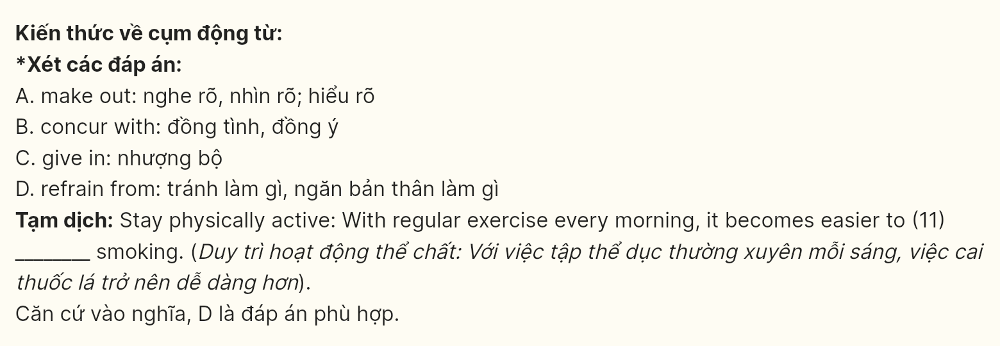 Kiến thức về cụm động từ:
*Xét các đáp án:
A. make out: nghe rõ, nhìn rõ; hiểu rõ
B. concur with: đồng tình, đồng ý
C. give in: nhượng bộ
D. refrain from: tránh làm gì, ngăn bản thân làm gì
Tạm dịch: Stay physically active: With regular exercise every morning, it becomes easier to (11)
________ smoking. (Duy trì hoạt động thể chất: Với việc tập thể dục thường xuyên mỗi sáng, việc cai
thuốc lá trở nên dễ dàng hơn).
Căn cứ vào nghĩa, D là đáp án phù hợp.